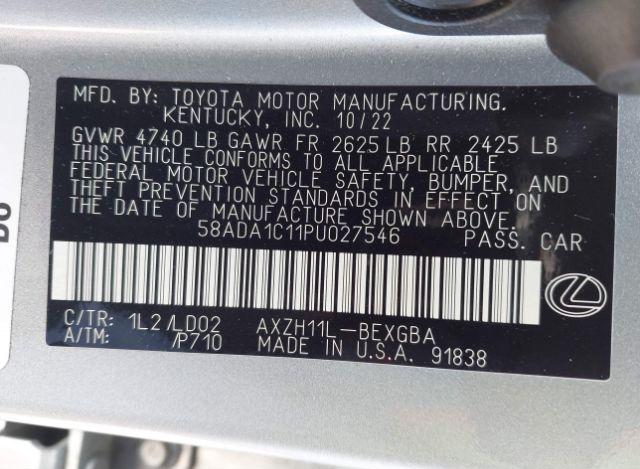 MFD. BY: TOYOTA MOTOR MANUFACTURING.
KENTUCKY, INC. 10/22
GVWR 4740 LB GAWR FR 2625 LB RR 2425 LB
THIS VEHICLE CONFORMS TO ALL APPLICABLE
FEDERAL MOTOR VEHICLE SAFETY, BUMPER, AND
THEFT PREVENTION STANDARDS IN EFFECT ON
THE DATE OF MANUFACTURE SHOWN ABOVE.
58ADA1C11PU027546 PASS. CAR
C/TR: 1L2/LD02 AXZH11L-BEXGBA
A/TM: /P710 MADE IN U.S.A. 91838